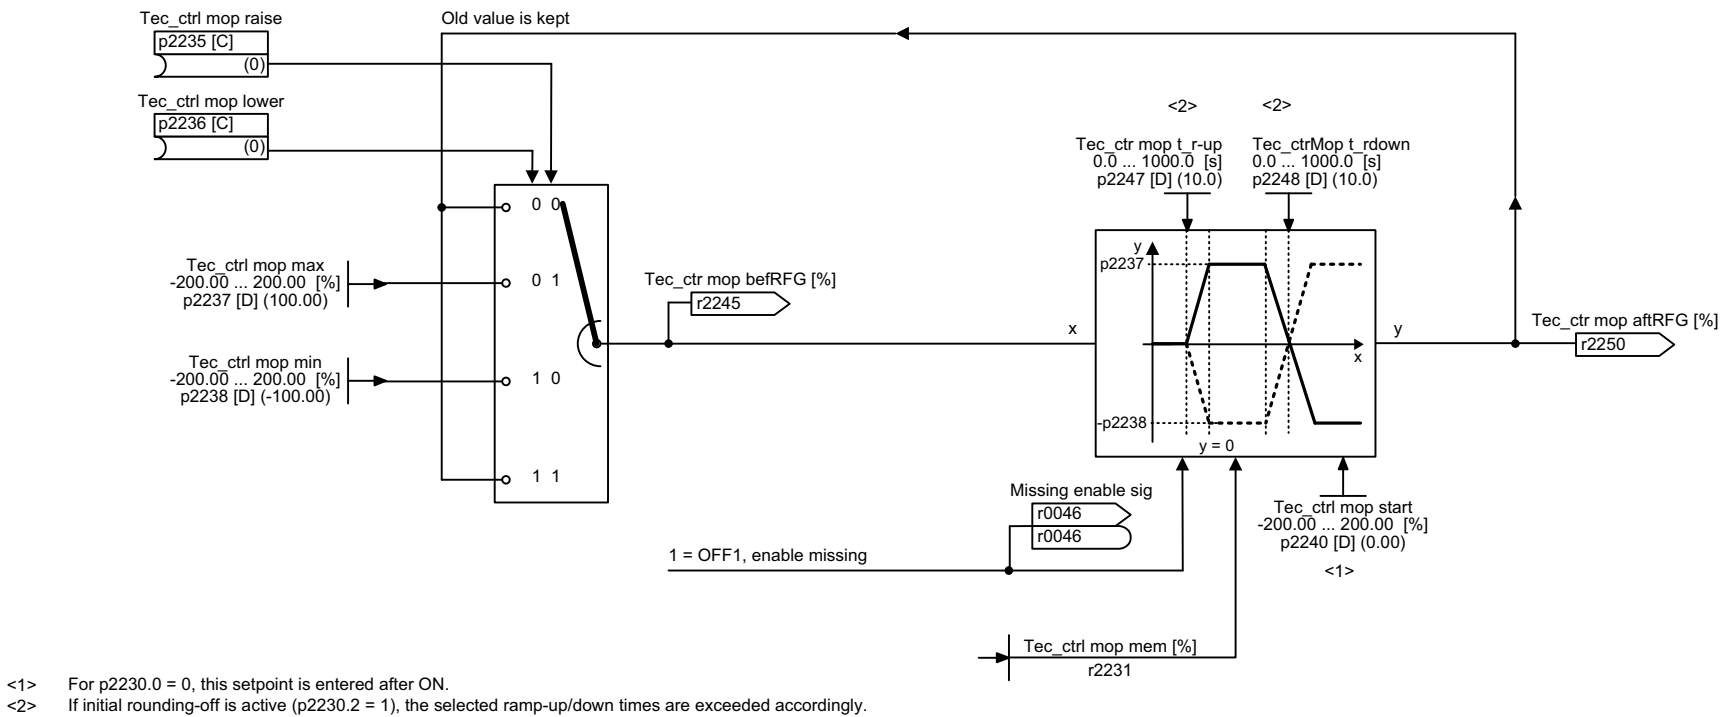 Tec_ctrl mop raise
p2235 [C]
(0)
Old value is kept
Tec_ctrl mop lower
p2236 [C]
(0)
<2>
<2>
Tec_ctr mop t_r-up
0.0 ... 1000.0 [s]
p2247 [D] (10.0)
Tec_ctrMop t_rdown
0.0 ... 1000.0 [s]
p2248 [D] (10.0)
0 0
Tec_ctrl mop max
-200.00 ... 200.00 [%]
p2237 [D] (100.00)
0 1
Tec_ctr mop befRFG [%]
r2245
y
p2237
x
x
y
Tec_ctr mop aftRFG [%]
r2250
Tec_ctrl mop min
-200.00 ... 200.00 [%]
p2238 [D] (-100.00)
1 0
-p2238
y = 0
1 1
Missing enable sig
r0046
r0046
Tec_ctrl mop start
-200.00 ... 200.00 [%]
p2240 [D] (0.00)
<1>
1 = OFF1, enable missing
Tec_ctrl mop mem [%]
r2231
<1> For p2230.0 = 0, this setpoint is entered after ON.
<2> If initial rounding-off is active (p2230.2 = 1), the selected ramp-up/down times are exceeded accordingly.